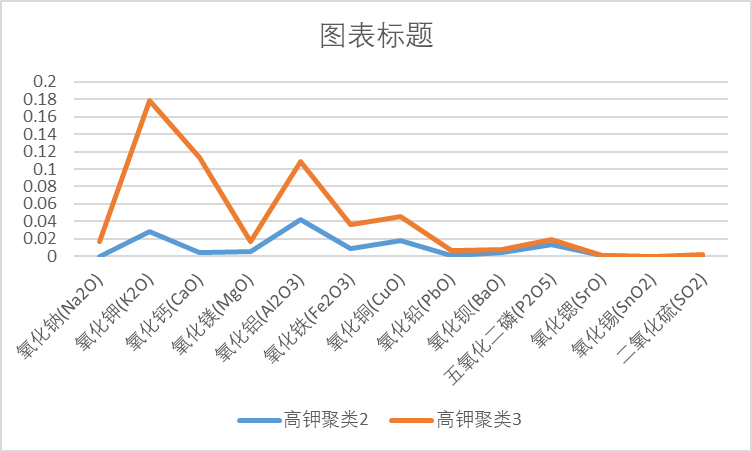 图表标题
0.2
0.18
0.16
0.14
0.12
0.1
0.08
0.06
0.04
0.02
0
氧化钠(Na2O)
氧化钾(K2O)
氧化钙(CaO)
氧化镁(MgO)
氧化铝(Al2O3)
氧化铁(Fe2O3)
氧化铜(CuO)
氧化铅(PbO)
氧化钡(BaO)
五氧化二磷(P2O5)
氧化锶(SrO)
氧化锡(SnO2)
二氧化硫(SO2)
高钾聚类2
高钾聚类3